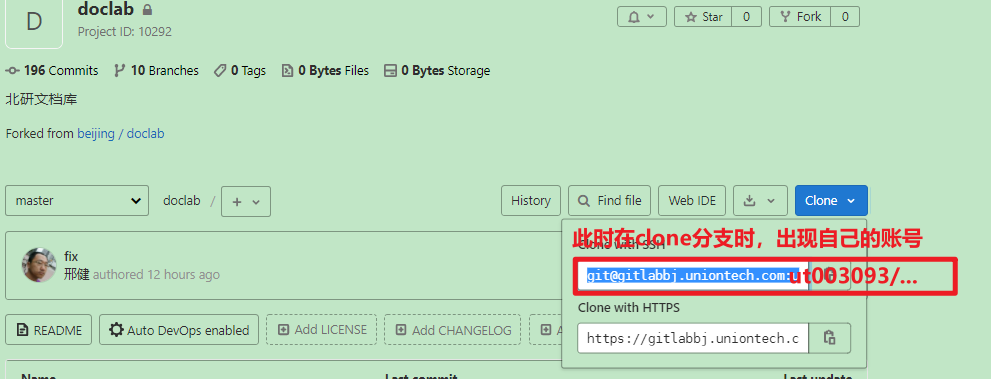 D
doclab
Project ID: 10292
Star 0
Fork 0
196 Commits 10 Branches 0 Tags 0 Bytes Files 0 Bytes Storage
北研文档库
Forked from beijing / doclab
master
doclab / +
History
Find file
Web IDE
Clone
此时在clone分支时，出现自己的账号
Clone with SSH
fix
邢健 authored 12 hours ago
git@gitlabbj.uniontech.com:ut003093/...
Clone with HTTPS
https://gitlabbj.uniontech.c
README
Auto DevOps enabled
Add LICENSE
Add CHANGELOG
A
Name
Last commit
Last update